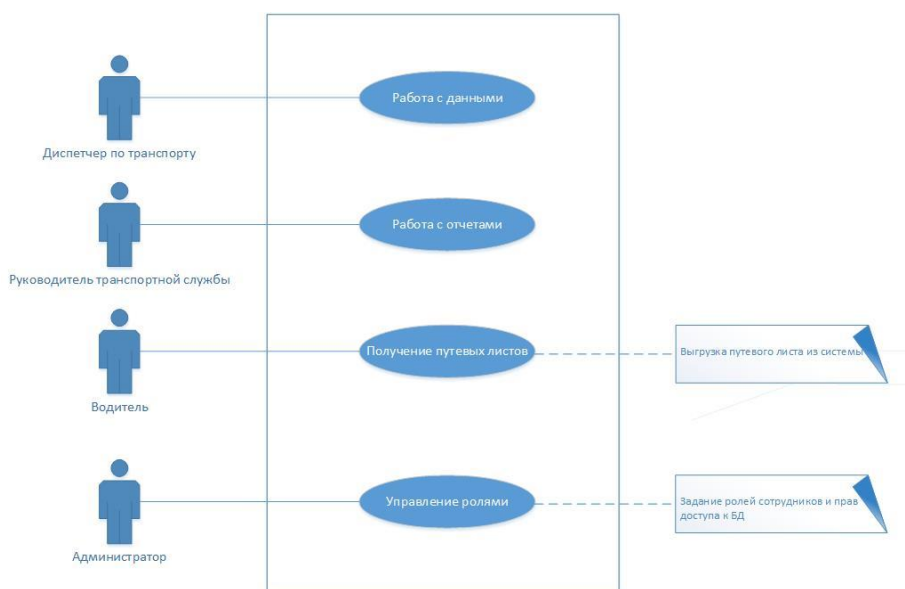 Работа с данными
Диспетчер по транспорту
Работа с отчетами
Руководитель транспортной службы
Получение путевых листов
Выгрузка путевого листа из системы
Водитель
Управление ролями
Задание ролей сотрудников и прав
доступа к БД
Администратор